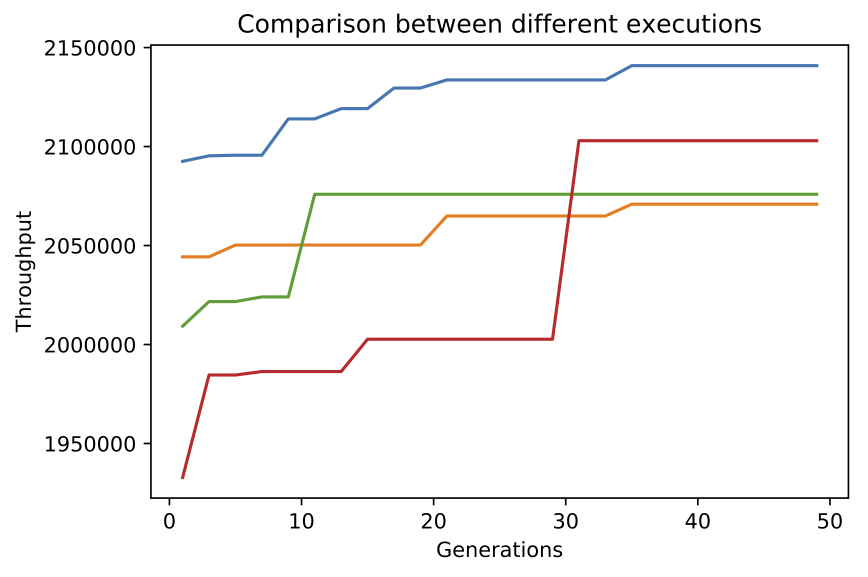 Comparison between different executions
2150000
2100000
2050000
2000000
1950000
Throughput
0 10 20 30 40 50
Generations